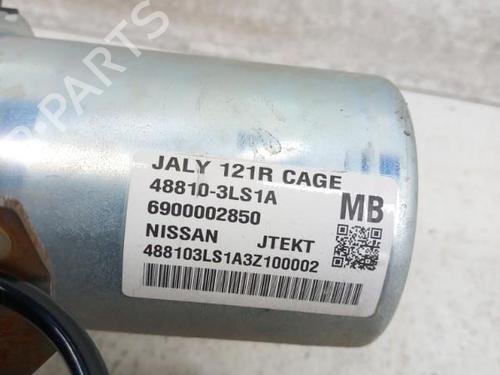 B-PARTS
JALY 121R CAGE
48810-3LS1A
MB
6900002850
NISSAN JTEKT
488103LS1A3Z100002